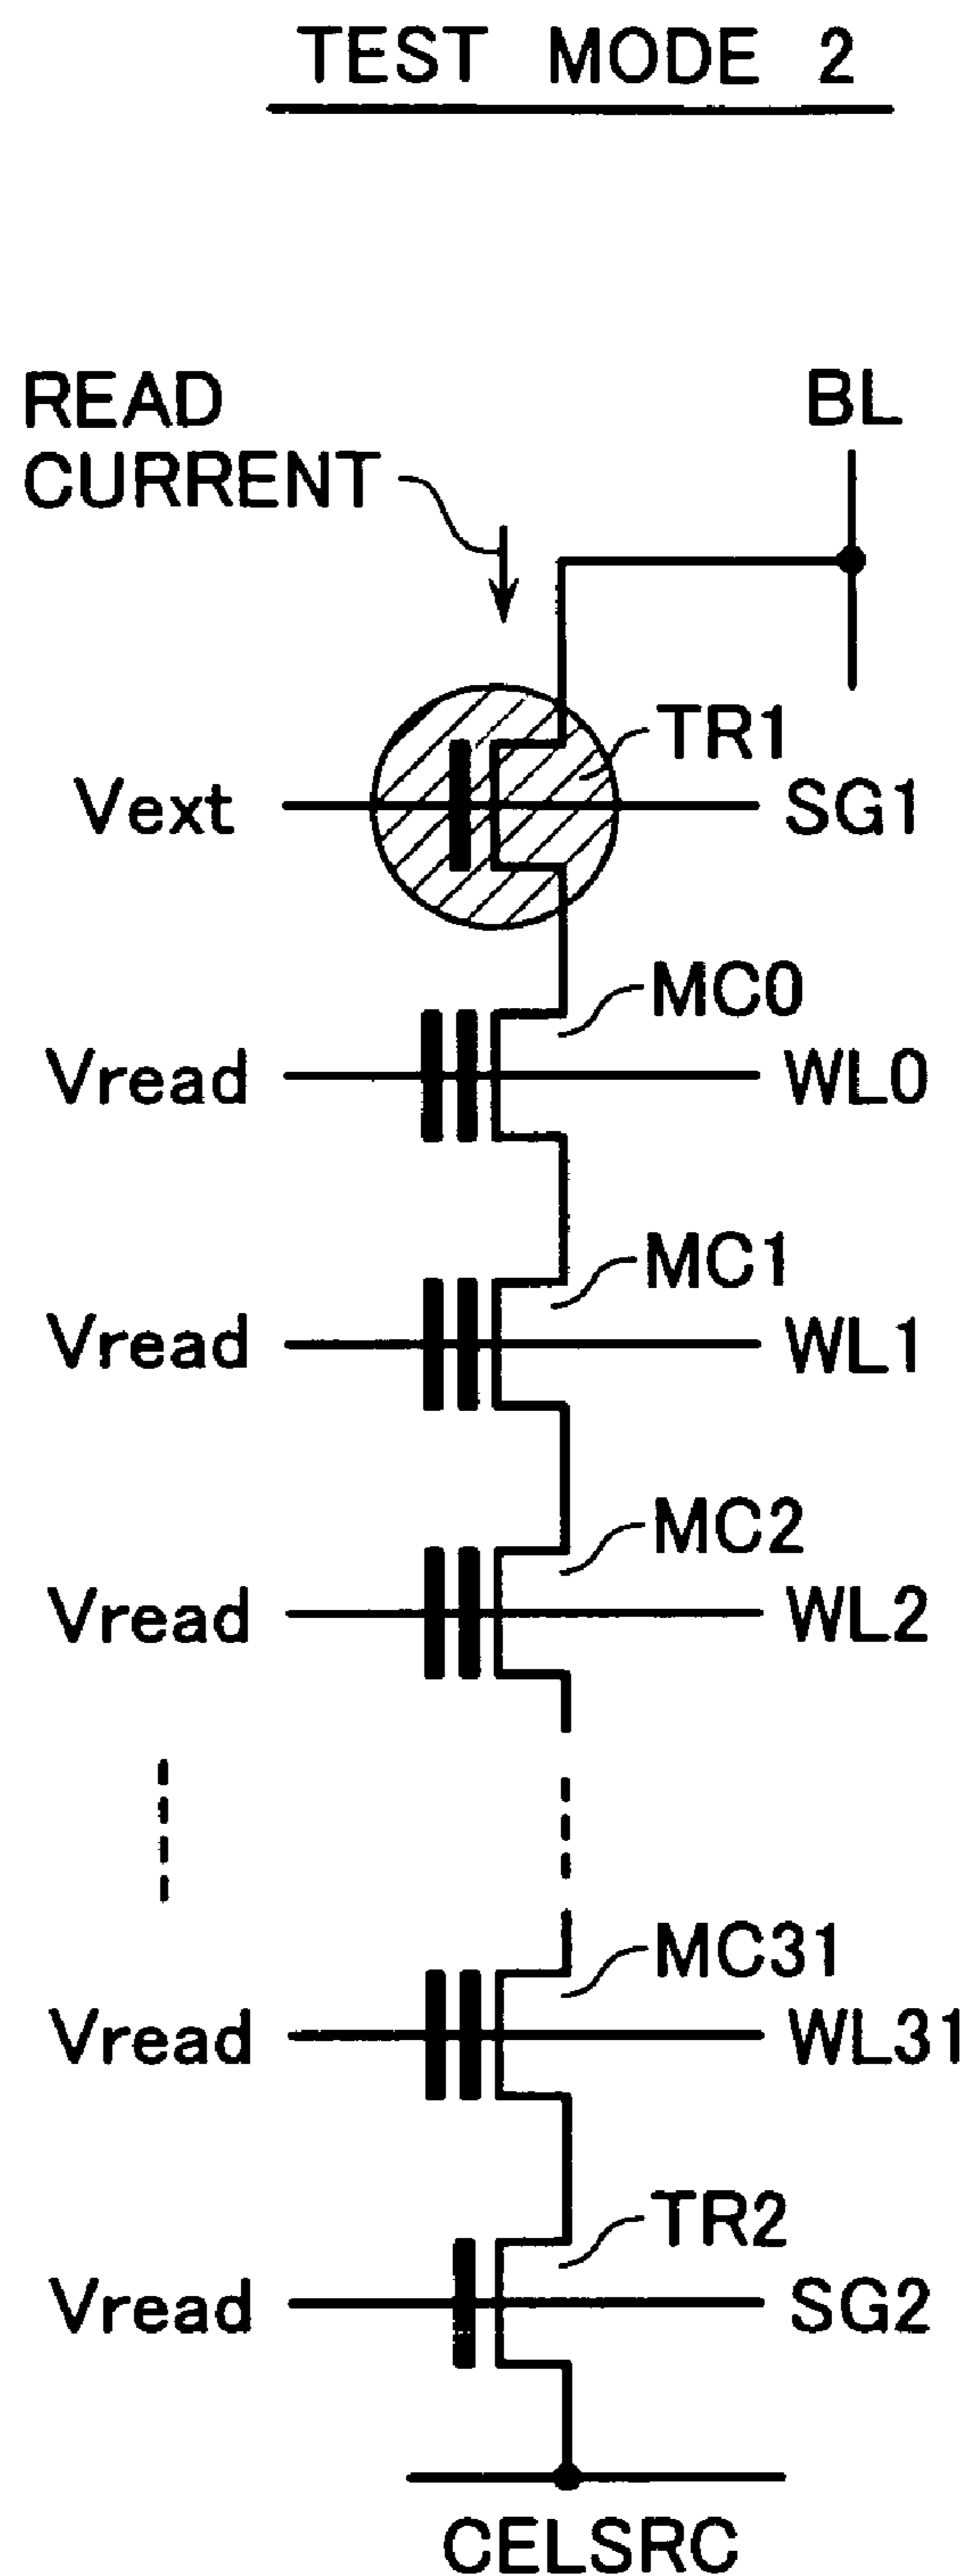 TEST MODE 2
READ
CURRENT
BL
TR1
Vext
SG1
MC0
Vread
WL0
MC1
Vread
WL1
MC2
Vread
WL2
MC31
Vread
WL31
TR2
Vread
SG2
CELSRC